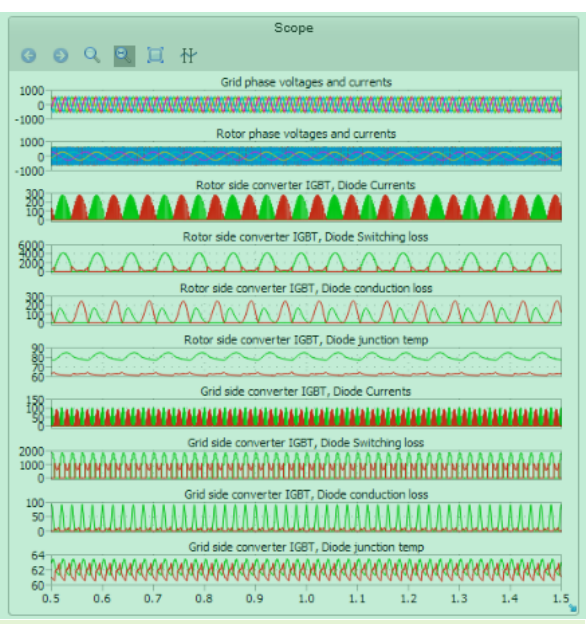 Scope
Grid phase voltages and currents
1000
0
-1000
Rotor phase voltages and currents
1000
0
-1000
Rotor side converter IGBT, Diode Currents
300
200
100
0
Rotor side converter IGBT, Diode Switching loss
6000
4000
2000
0
Rotor side converter IGBT, Diode conduction loss
300
200
100
0
Rotor side converter IGBT, Diode junction temp
90
80
70
60
Grid side converter IGBT, Diode Currents
150
100
50
0
Grid side converter IGBT, Diode Switching loss
2000
1000
0
Grid side converter IGBT, Diode conduction loss
100
50
0
Grid side converter IGBT, Diode junction temp
64
62
60
0.5 0.6 0.7 0.8 0.9 1.0 1.1 1.2 1.3 1.4 1.5